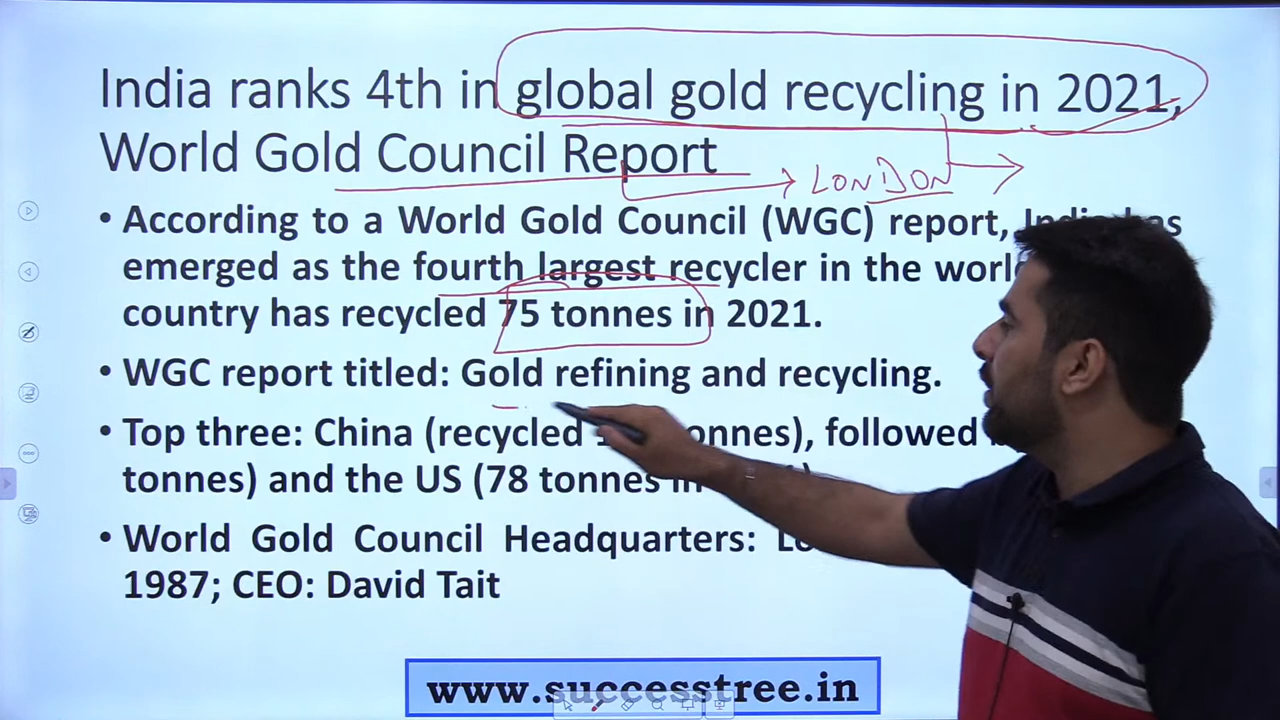 India ranks 4th in global gold recycling in 2021,
World Gold Council Report
LONDON
• According to a World Gold Council (WGC) report, India has
emerged as the fourth largest recycler in the
country has recycled 75 tonnes in 2021.
• WGC report titled: Gold refining and recycling.
• Top three: China (recycled tonnes), followed
tonnes) and the US (78 tonnes in
• World Gold Council Headquarters:
1987; CEO: David Tait
www.successtree.in